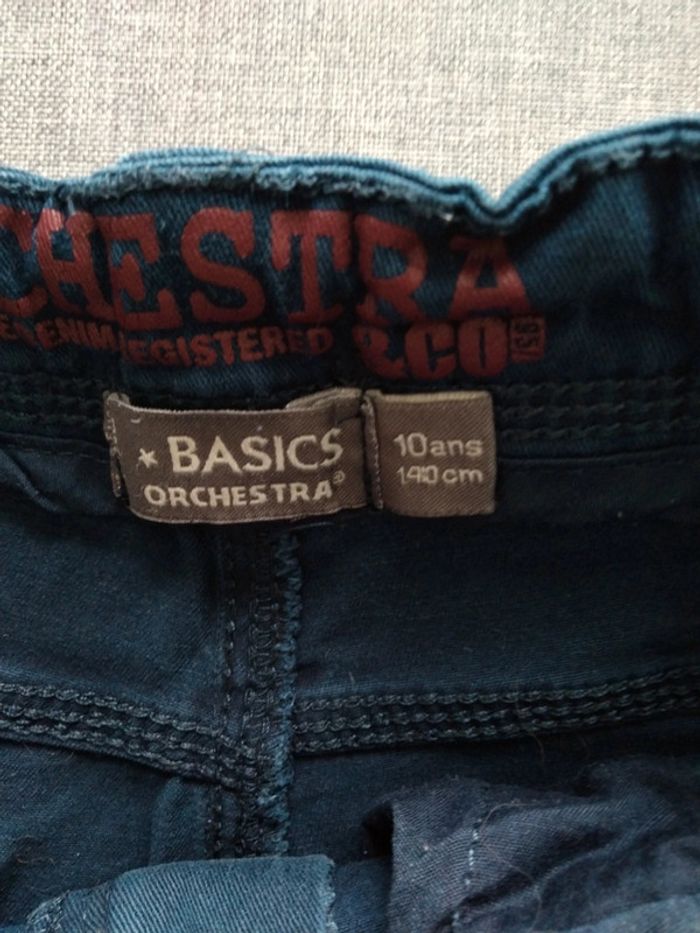 CHESTRA
DENIM REGISTERED &CO
* BASICS
ORCHESTRA®
10ans
140cm